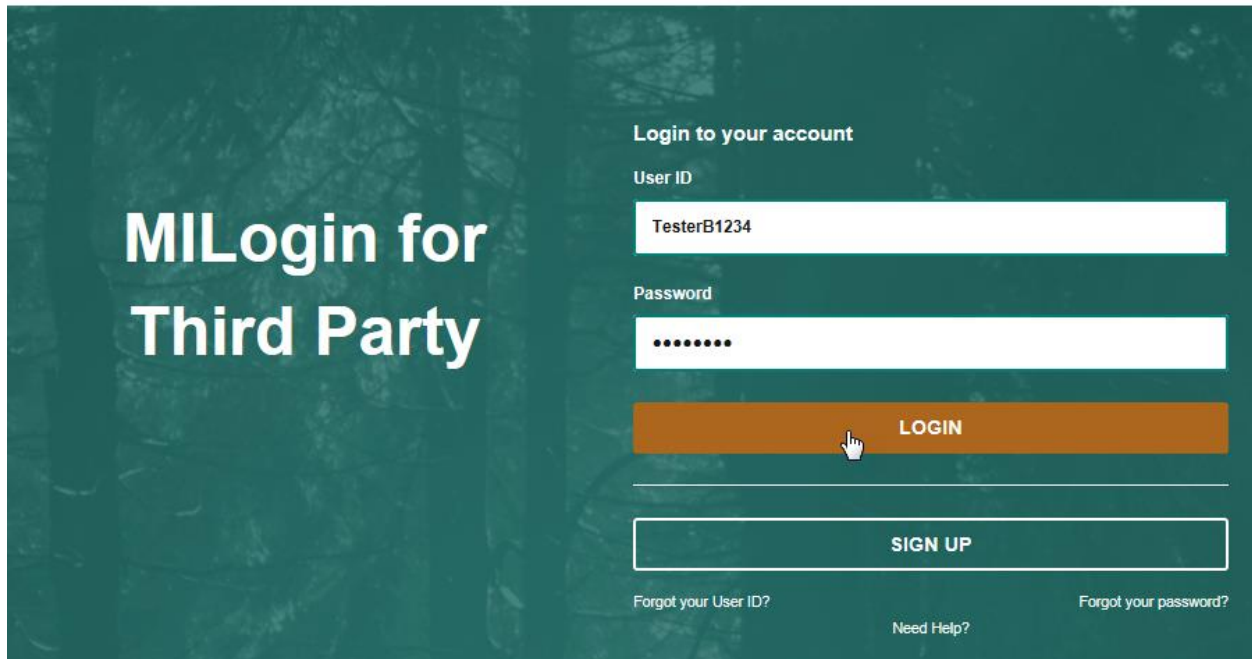 MILogin for
Third Party
Login to your account
User ID
TesterB1234
Password
••••••••
LOGIN
SIGN UP
Forgot your User ID?
Forgot your password?
Need Help?